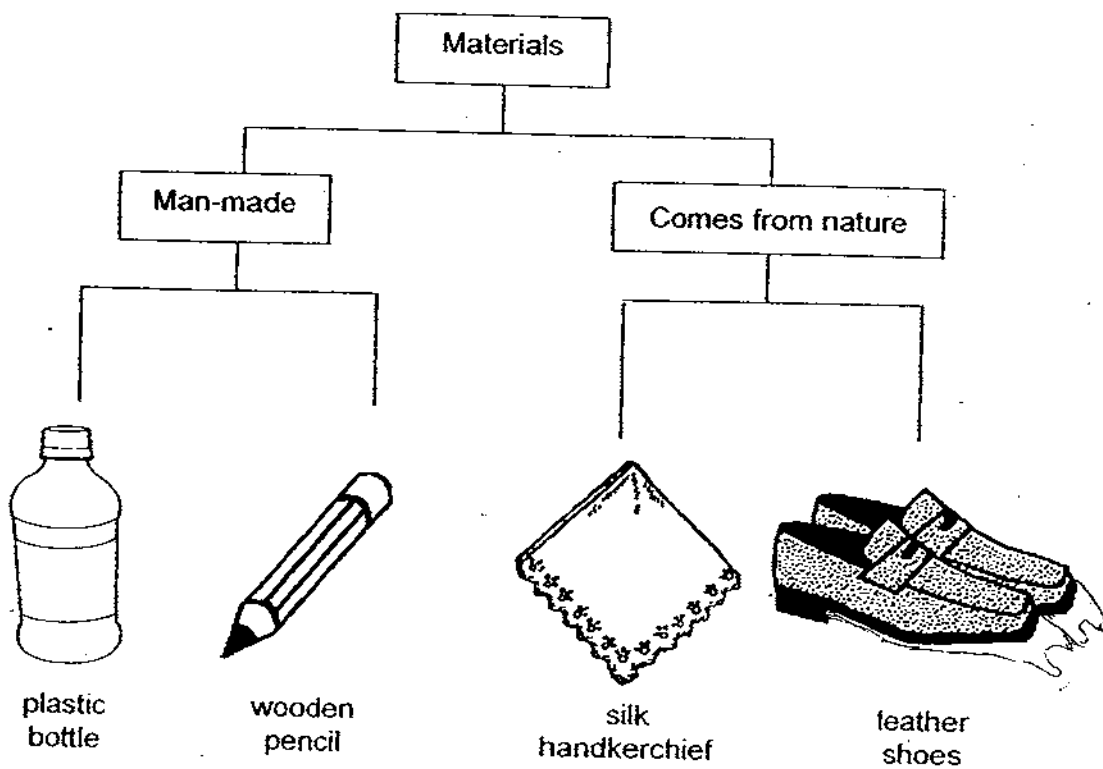 Materials
Man-made
Comes from nature
plastic
bottle
wooden
pencil
silk
handkerchief
leather
shoes